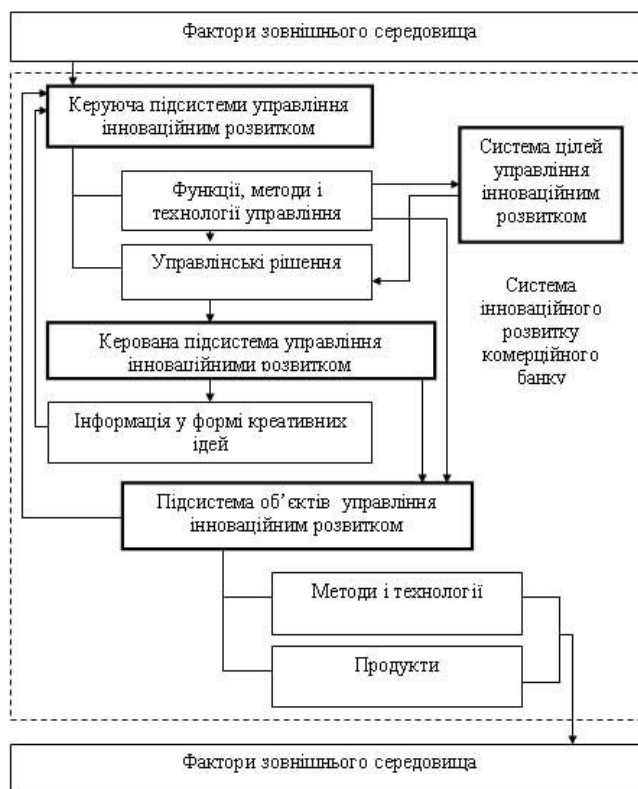 Фактори зовнішнього середовища
Керуюча підсистеми управління
інноваційним розвитком
Система цілей
управління
інноваційним
розвитком
Функції, методи і
технології управління
Управлінські рішення
Система
інноваційного
розвитку
комерційного
банку
Керована підсистема управління
інноваційними розвитком
Інформація у формі креативних
ідей
Підсистема об’єктів управління
інноваційним розвитком
Методи і технології
Продукти
Фактори зовнішнього середовища